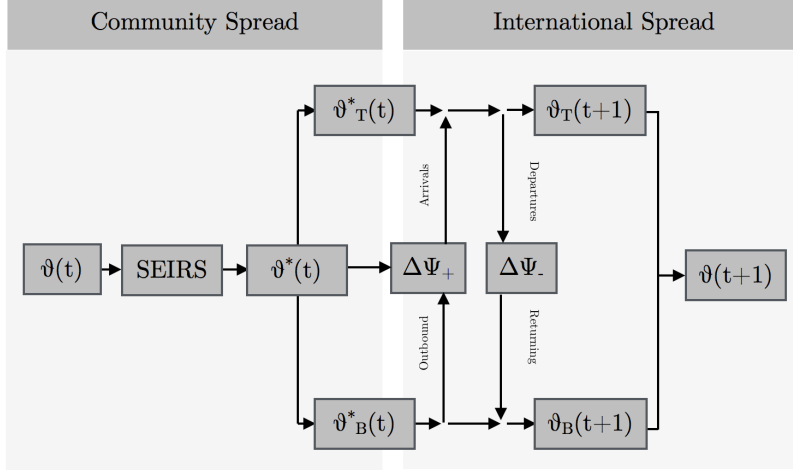 Community Spread
International Spread
ϑ*T(t)
ϑT(t+1)
Arrivals
Departures
ϑ(t)
SEIRS
ϑ*(t)
ΔΨ+
ΔΨ-
ϑ(t+1)
Outbound
Returning
ϑ*B(t)
ϑB(t+1)